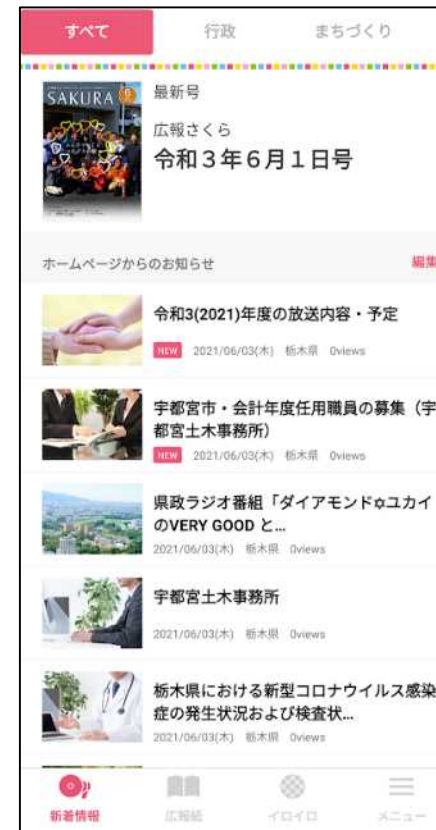 すべて 行政 まちづくり
SAKURA 6
最新号
広報さくら
令和3年6月1日号
ホームページからのお知らせ 編集
令和3(2021)年度の放送内容・予定
NEW 2021/06/03(木) 栃木県 0views
宇都宮市・会計年度任用職員の募集（宇
都宮土木事務所）
NEW 2021/06/03(木) 栃木県 0views
県政ラジオ番組「ダイアモンド✡ユカイ
のVERY GOOD と...
2021/06/03(木) 栃木県 0views
宇都宮土木事務所
2021/06/03(木) 栃木県 0views
栃木県における新型コロナウイルス感染
症の発生状況および検査状...
2021/06/03(木) 栃木県 0views
新着情報 広報紙 イロイロ メニュー